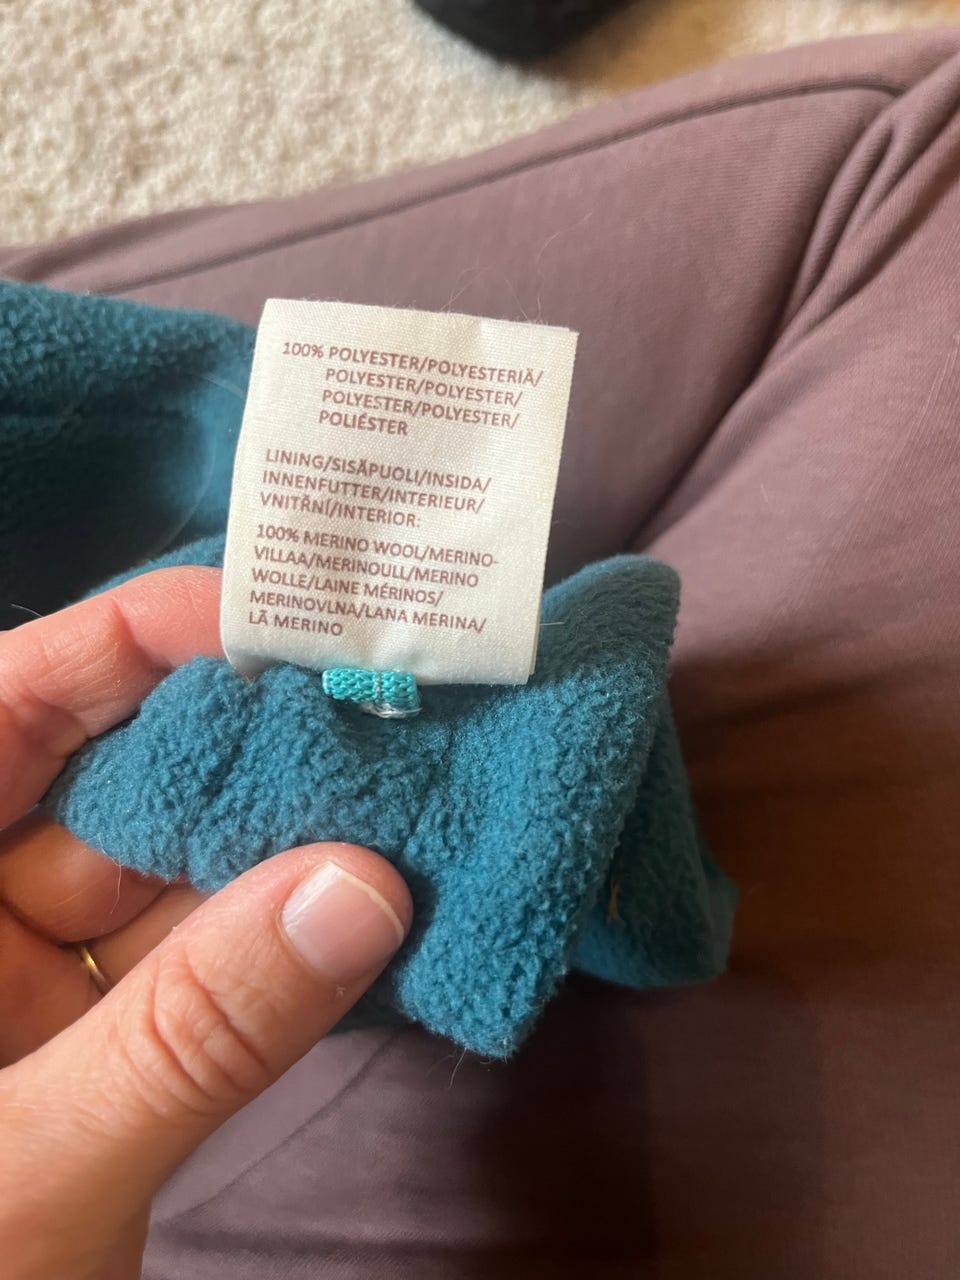 100% POLYESTER/POLYESTERIÄ/
POLYESTER/POLYESTER/
POLYESTER/POLYESTER/
POLIÉSTER
LINING/SISÄPUOLI/INSIDA/
INNENFUTTER/INTERIEUR/
VNITŘNÍ/INTERIOR:
100% MERINO WOOL/MERINO-
VILLAA/MERINOULL/MERINO
WOLLE/LAINE MÉRINOS/
MERINOVLNA/LANA MERINA/
LÃ MERINO